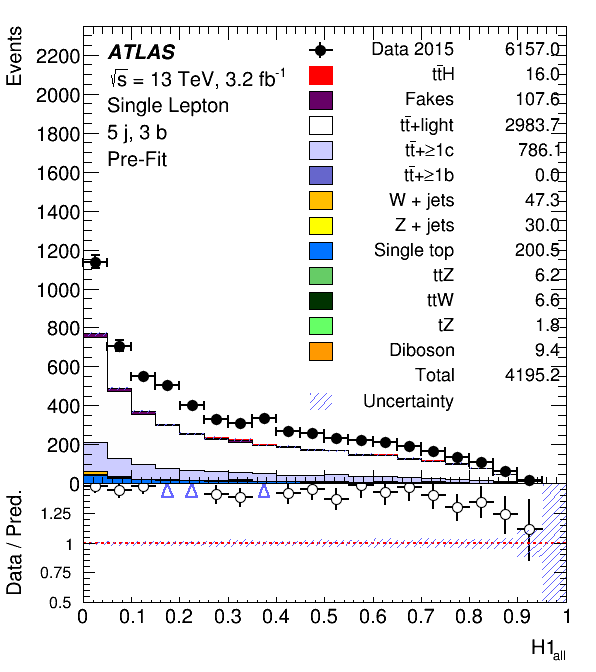 Events
2200
2000
1800
1600
1400
1200
1000
800
600
400
200
0
ATLAS
√s = 13 TeV, 3.2 fb-1
Single Lepton
5 j, 3 b
Pre-Fit
Data 2015 6157.0
tt̄H 16.0
Fakes 107.6
tt̄+light 2983.7
tt̄+≥1c 786.1
tt̄+≥1b 0.0
W + jets 47.3
Z + jets 30.0
Single top 200.5
ttZ 6.2
ttW 6.6
tZ 1.8
Diboson 9.4
Total 4195.2
Uncertainty
Data / Pred.
1.25
1
0.75
0.5
0 0.1 0.2 0.3 0.4 0.5 0.6 0.7 0.8 0.9 1
H1all